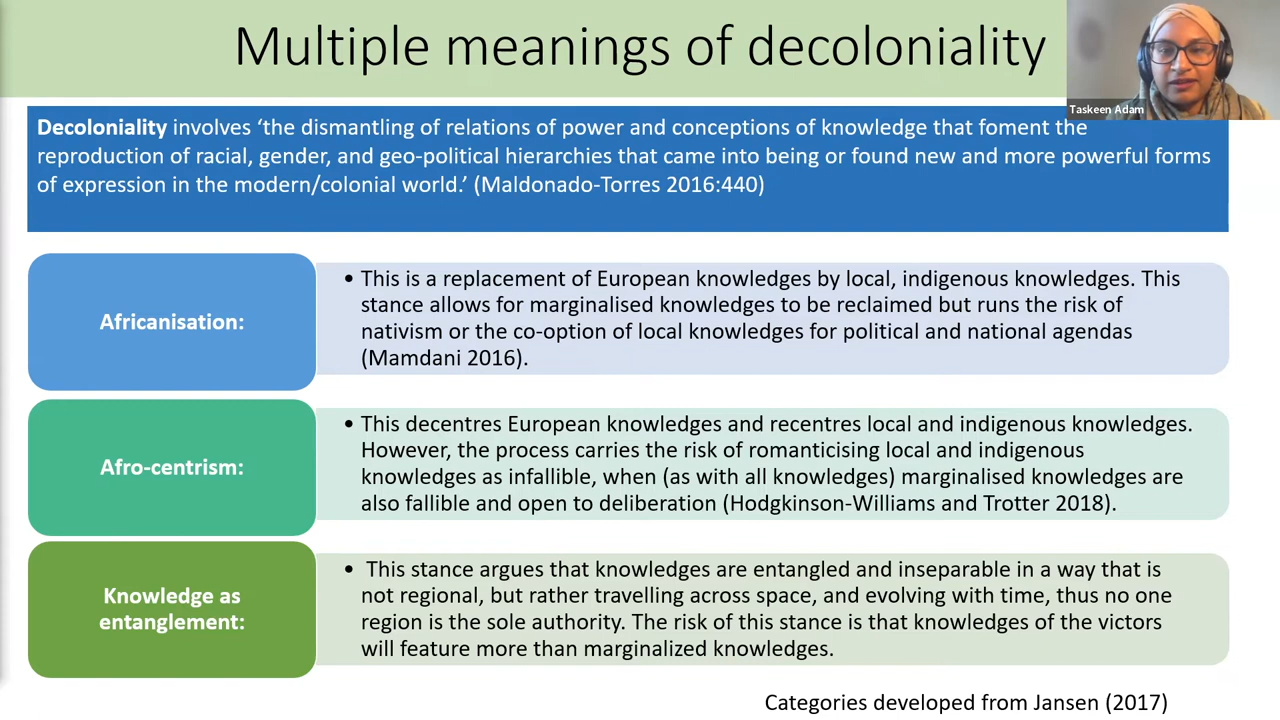 Multiple meanings of decoloniality
Taskeen Adam
Decoloniality involves ‘the dismantling of relations of power and conceptions of knowledge that foment the
reproduction of racial, gender, and geo-political hierarchies that came into being or found new and more powerful forms
of expression in the modern/colonial world.’ (Maldonado-Torres 2016:440)
Africanisation:
• This is a replacement of European knowledges by local, indigenous knowledges. This
stance allows for marginalised knowledges to be reclaimed but runs the risk of
nativism or the co-option of local knowledges for political and national agendas
(Mamdani 2016).
Afro-centrism:
• This decentres European knowledges and recentres local and indigenous knowledges.
However, the process carries the risk of romanticising local and indigenous
knowledges as infallible, when (as with all knowledges) marginalised knowledges are
also fallible and open to deliberation (Hodgkinson-Williams and Trotter 2018).
Knowledge as
entanglement:
• This stance argues that knowledges are entangled and inseparable in a way that is
not regional, but rather travelling across space, and evolving with time, thus no one
region is the sole authority. The risk of this stance is that knowledges of the victors
will feature more than marginalized knowledges.
Categories developed from Jansen (2017)